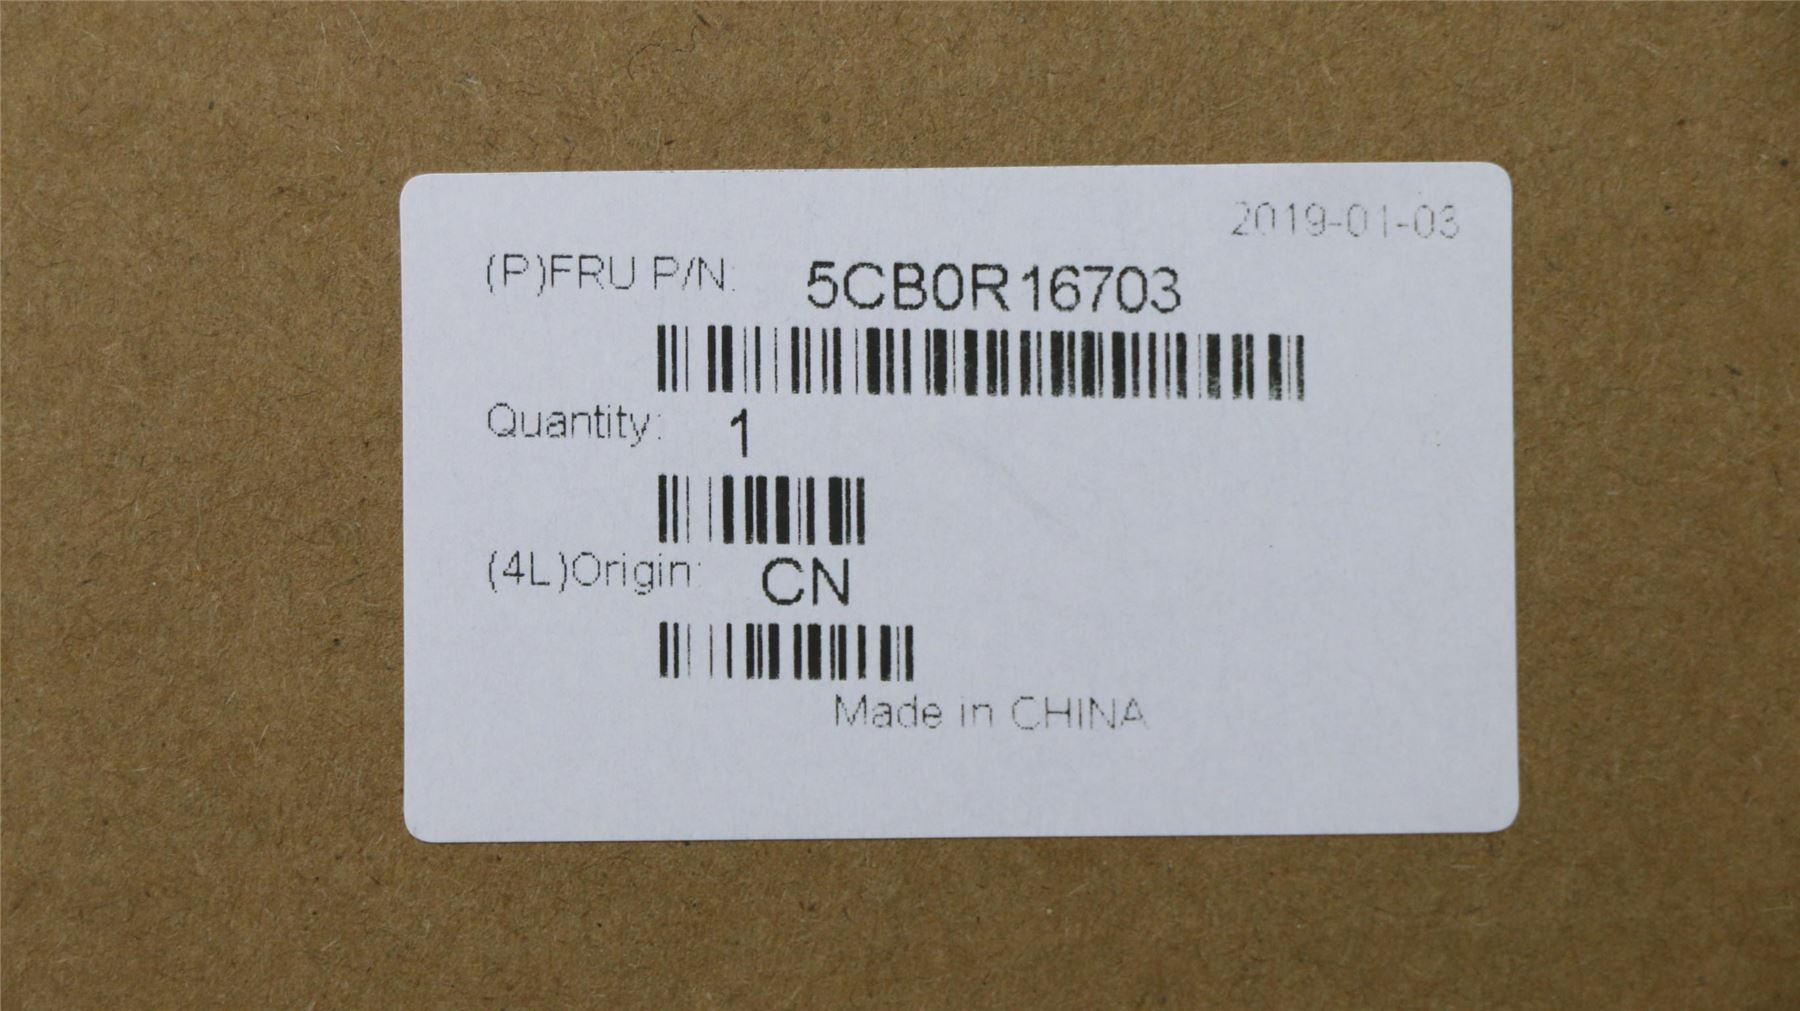 2019-01-03
(P)FRU P/N: 5CB0R16703
Quantity: 1
(4L)Origin: CN
Made in CHINA